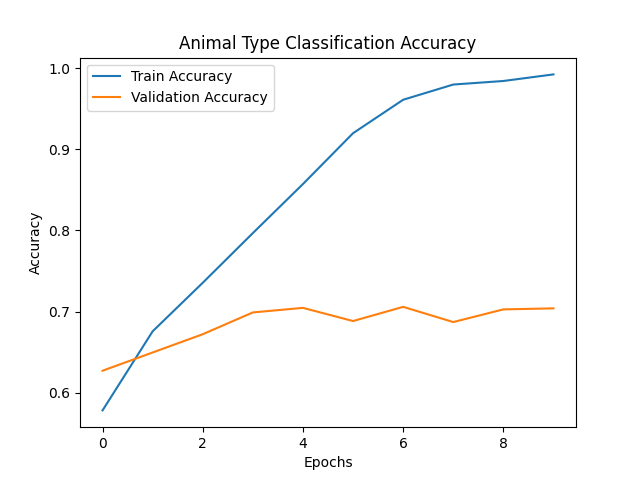 Animal Type Classification Accuracy
Train Accuracy
Validation Accuracy
1.0
0.9
0.8
0.7
0.6
Accuracy
0 2 4 6 8
Epochs